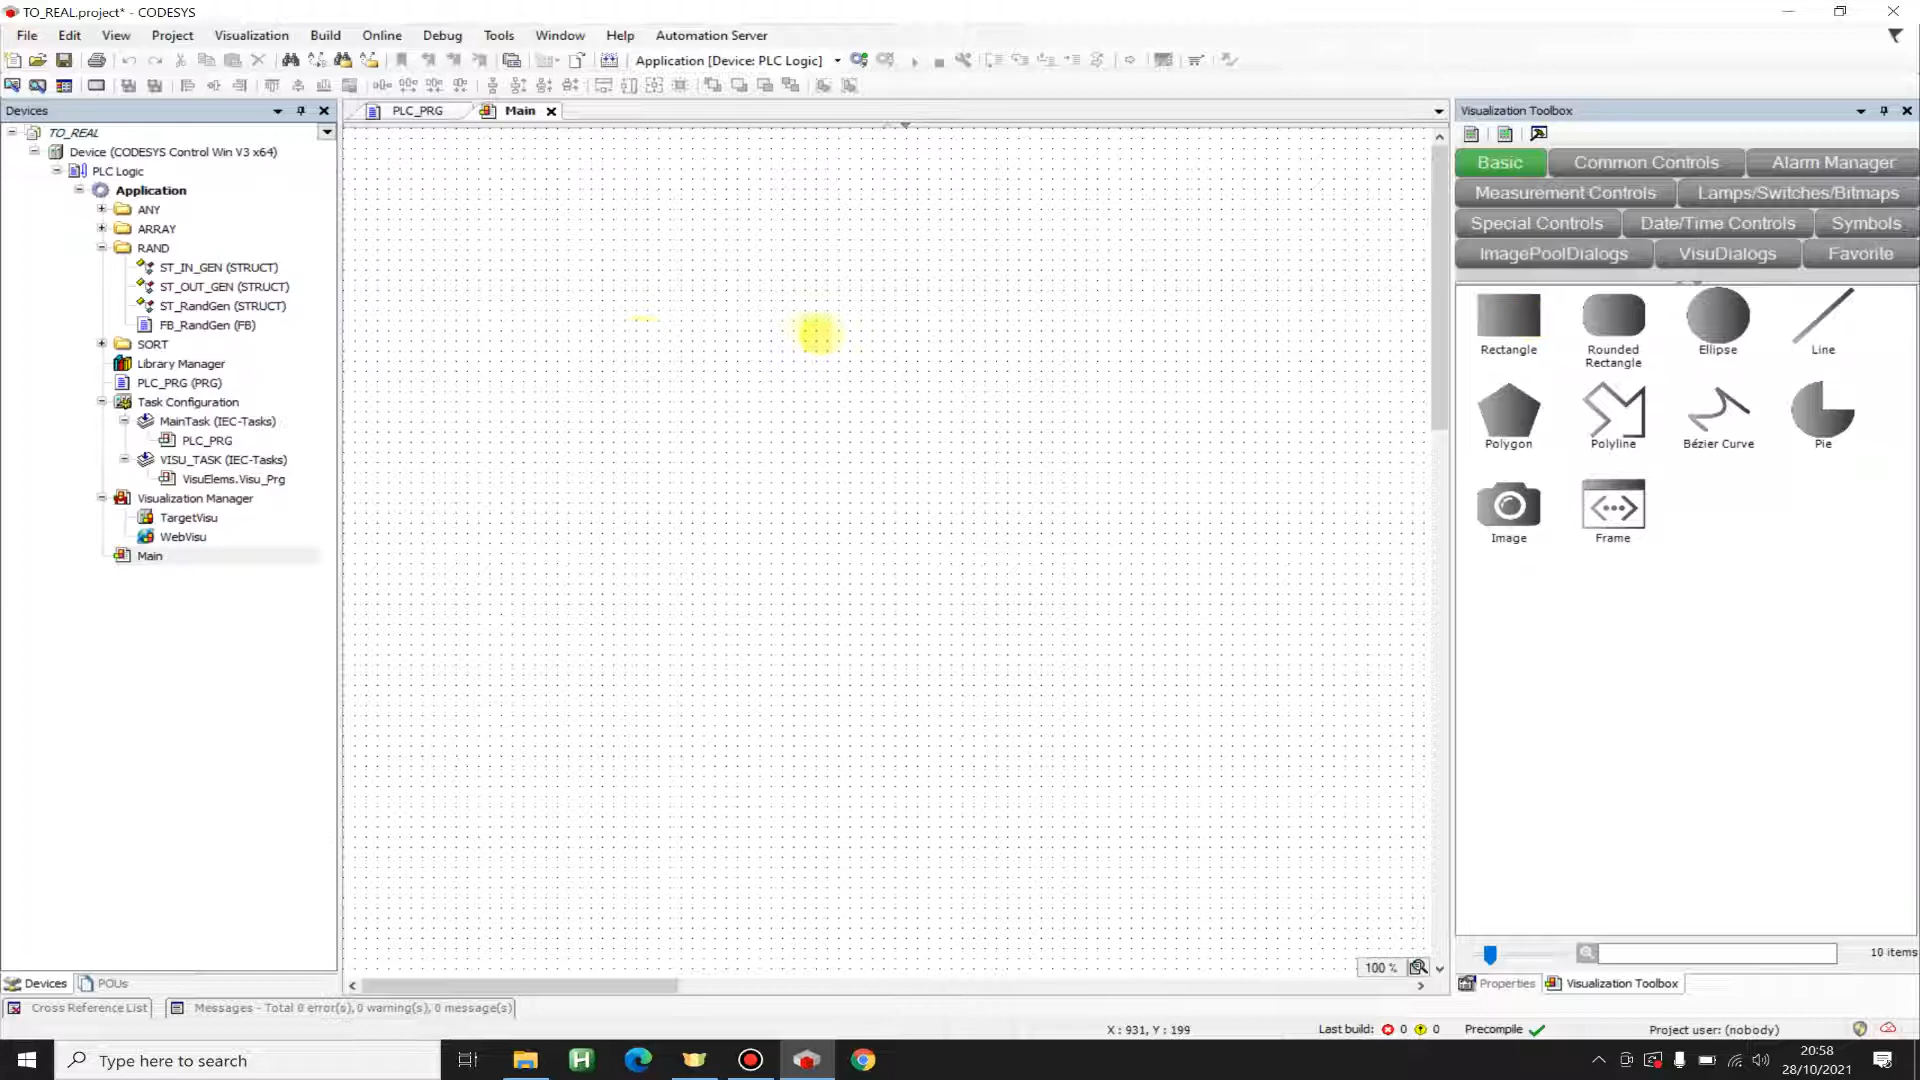 TO_REAL.project* - CODESYS
File Edit View Project Visualization Build Online Debug Tools Window Help Automation Server
Application [Device: PLC Logic]
Devices
PLC_PRG
Main
Visualization Toolbox
TO_REAL
Device (CODESYS Control Win V3 x64)
PLC Logic
Application
ANY
ARRAY
RAND
ST_IN_GEN (STRUCT)
ST_OUT_GEN (STRUCT)
ST_RandGen (STRUCT)
FB_RandGen (FB)
SORT
Library Manager
PLC_PRG (PRG)
Task Configuration
MainTask (IEC-Tasks)
PLC_PRG
VISU_TASK (IEC-Tasks)
VisuElems.Visu_Prg
Visualization Manager
TargetVisu
WebVisu
Main
Basic Common Controls Alarm Manager
Measurement Controls Lamps/Switches/Bitmaps
Special Controls Date/Time Controls Symbols
ImagePoolDialogs VisuDialogs Favorite
Rectangle Rounded Rectangle Ellipse Line
Polygon Polyline Bézier Curve Pie
Image Frame
100 %
10 items
Devices POUs
Properties Visualization Toolbox
Cross Reference List Messages - Total 0 error(s), 0 warning(s), 0 message(s)
X : 931, Y : 199 Last build: 0 0 Precompile Project user: (nobody)
Type here to search
20:58
28/10/2021